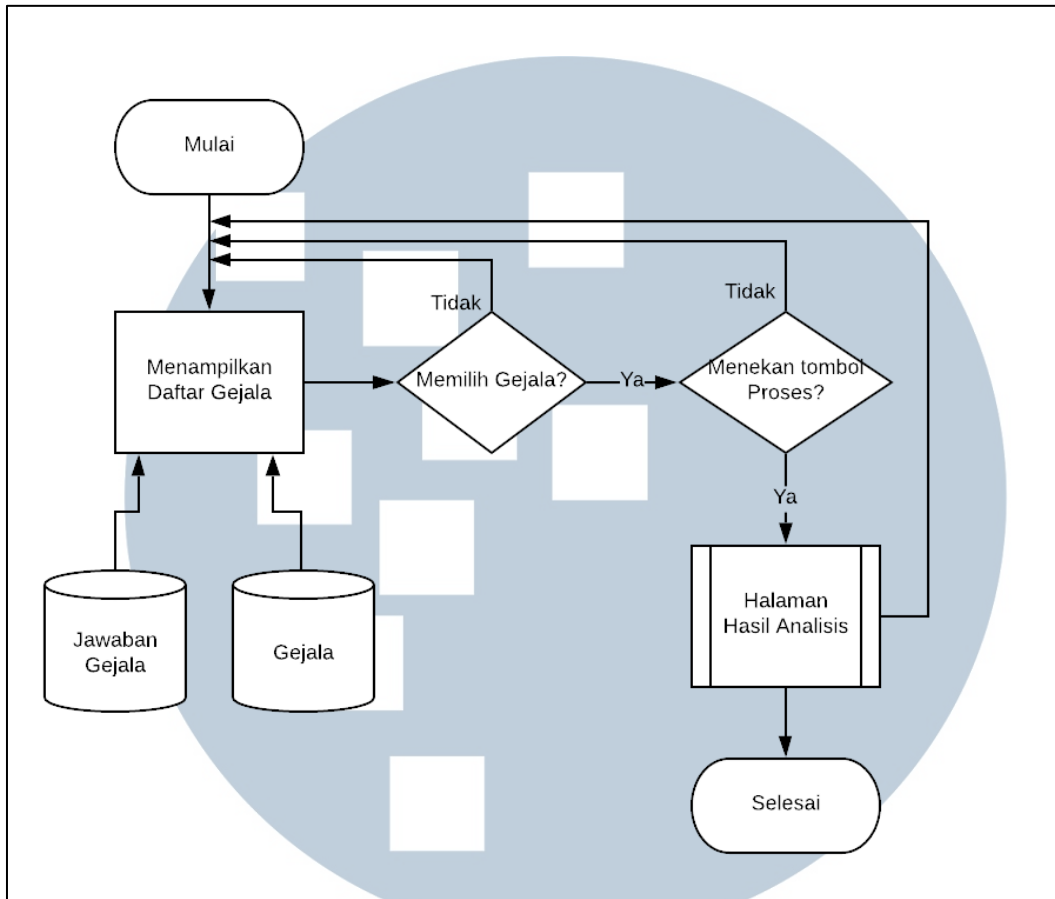 Mulai
Tidak
Tidak
Menampilkan
Daftar Gejala
Memilih Gejala?
Ya
Menekan tombol
Proses?
Ya
Jawaban
Gejala
Gejala
Halaman
Hasil Analisis
Selesai